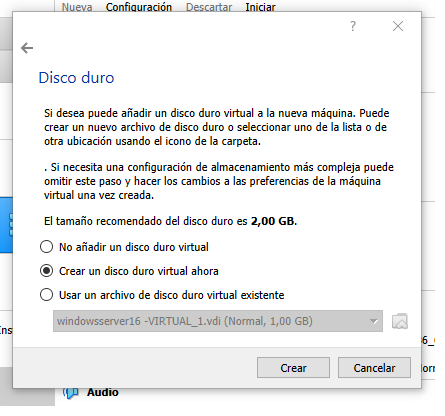 Nueva Configuración Descartar Iniciar
?
Disco duro
Si desea puede añadir un disco duro virtual a la nueva máquina. Puede
crear un nuevo archivo de disco duro o seleccionar uno de la lista o de
otra ubicación usando el icono de la carpeta.
. Si necesita una configuración de almacenamiento más compleja puede
omitir este paso y hacer los cambios a las preferencias de la máquina
virtual una vez creada.
El tamaño recomendado del disco duro es 2,00 GB.
No añadir un disco duro virtual
Crear un disco duro virtual ahora
Usar un archivo de disco duro virtual existente
windowsserver16 -VIRTUAL_1.vdi (Normal, 1,00 GB)
Crear Cancelar
Audio